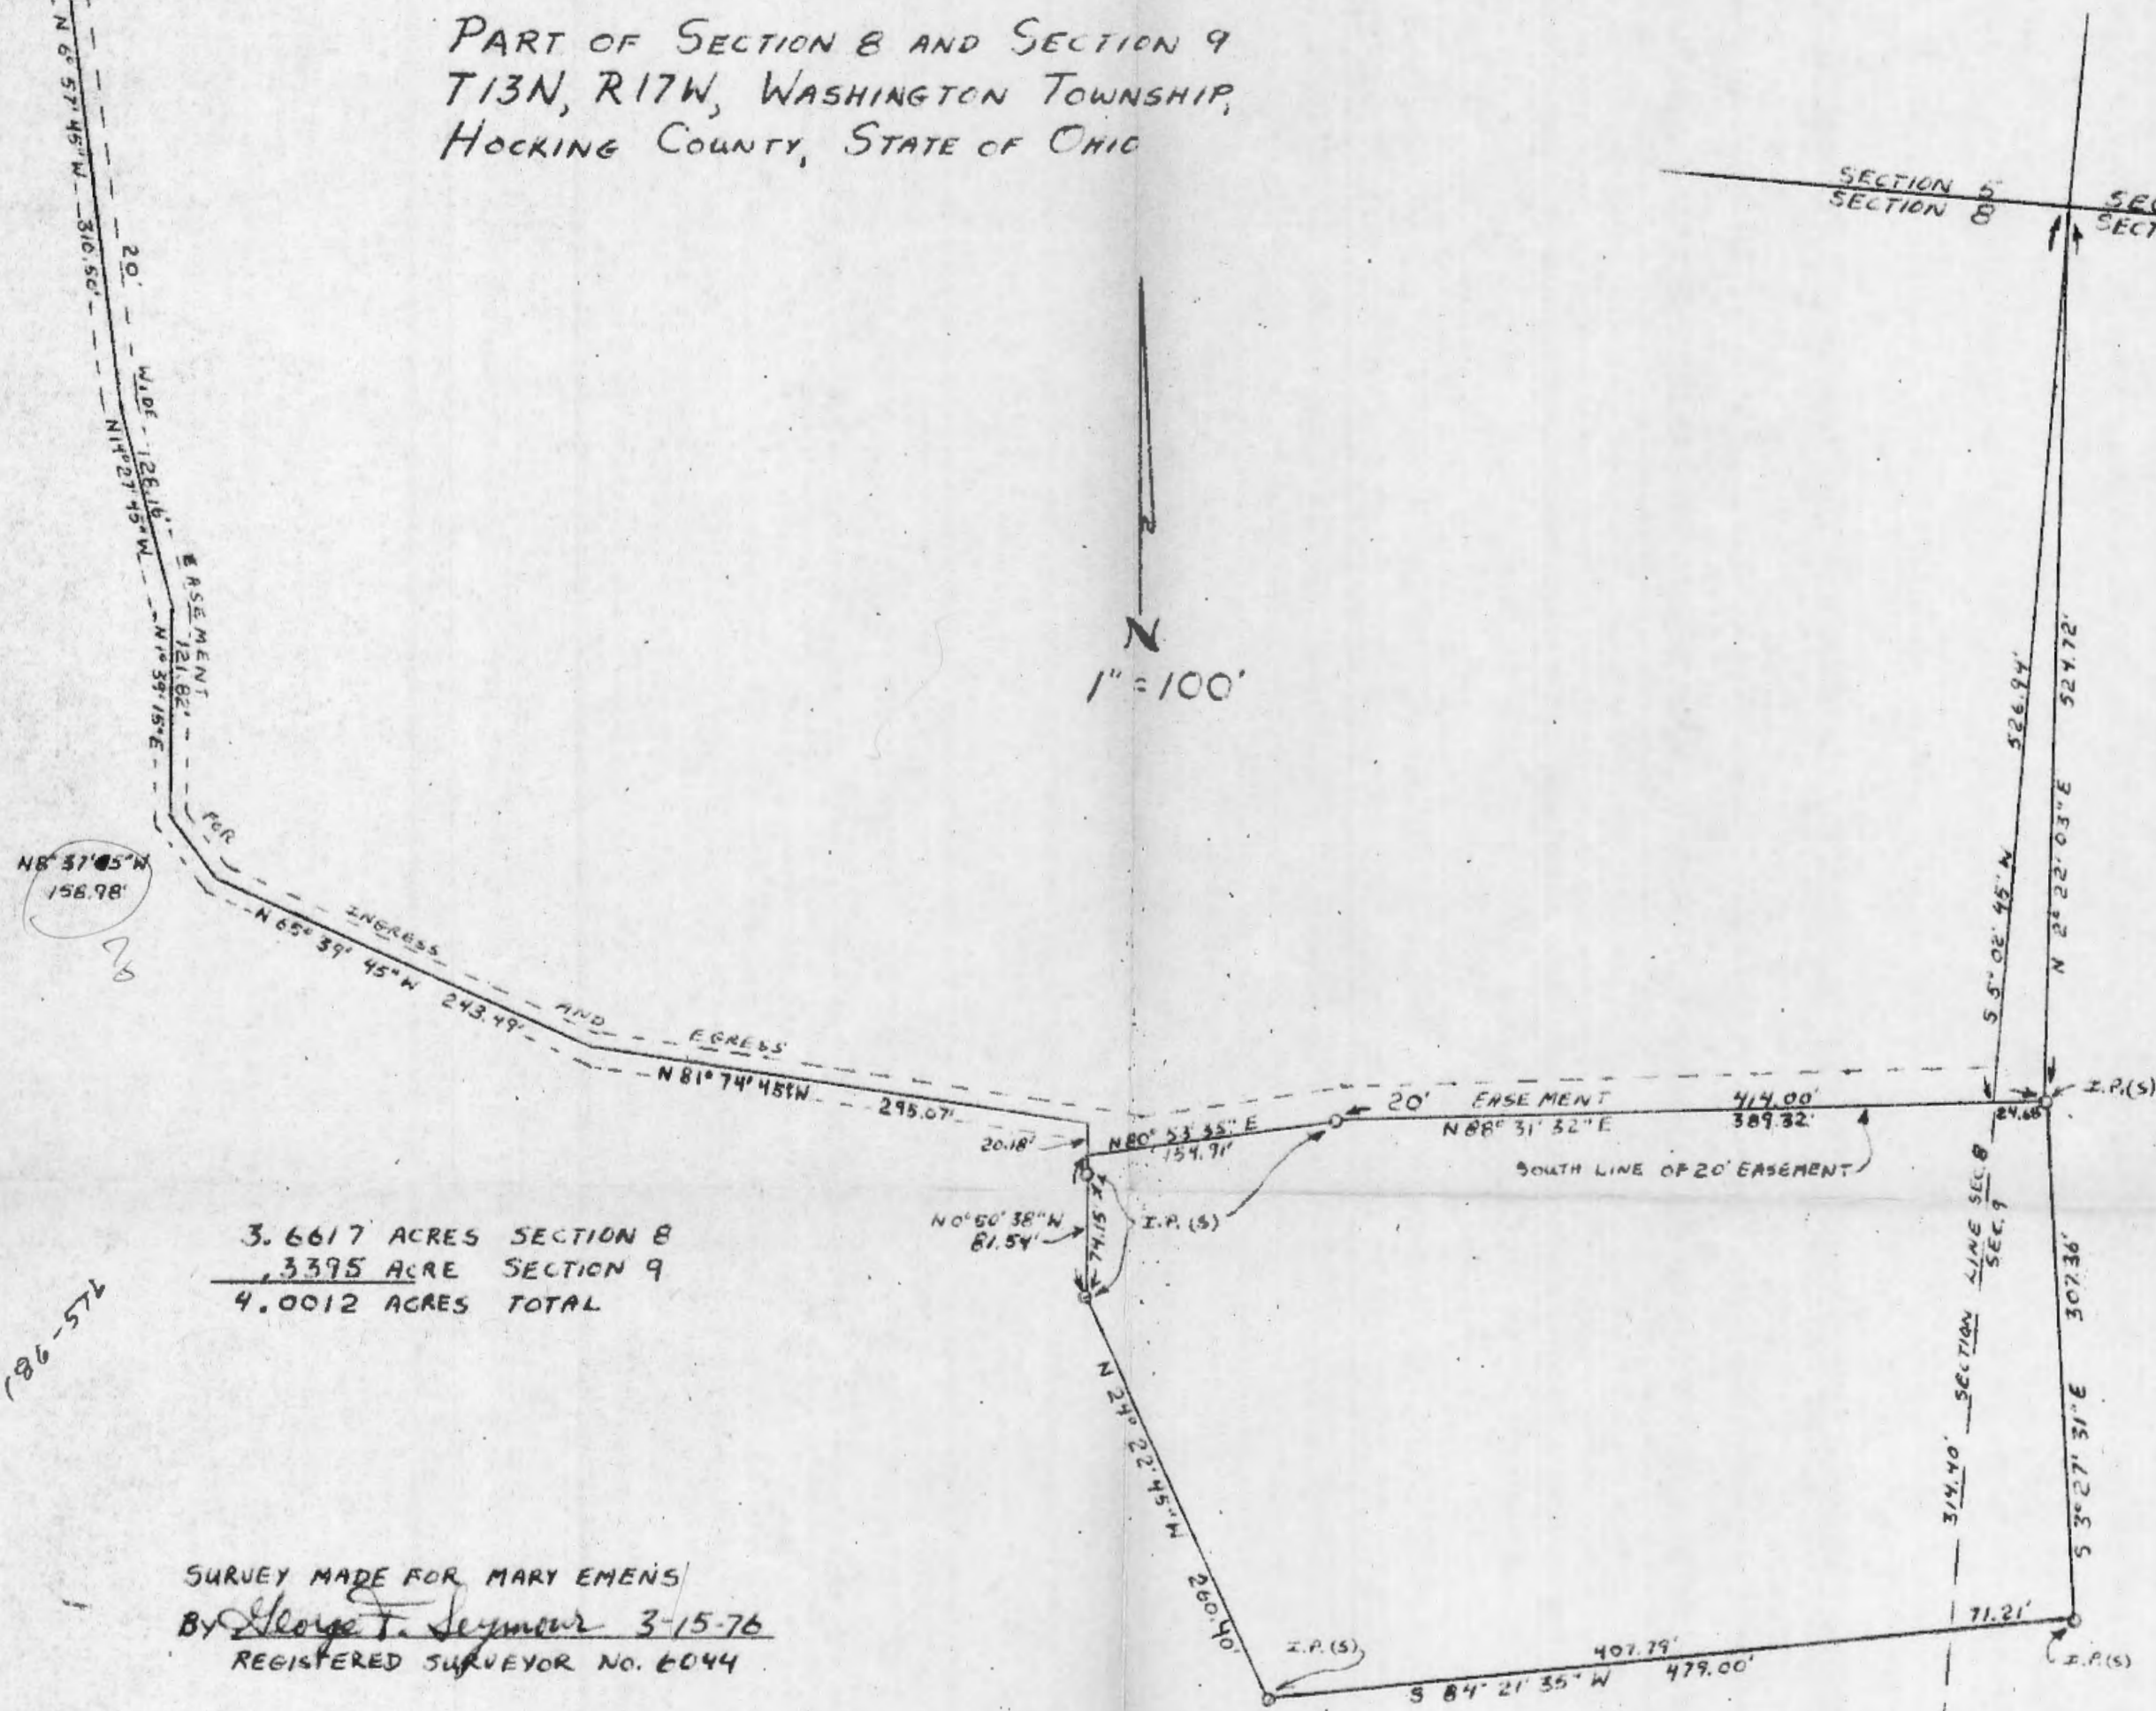 PART OF SECTION 8 AND SECTION 9
T13N, R17W, WASHINGTON TOWNSHIP,
HOCKING COUNTY, STATE OF OHIO
SECTION 5
SECTION 8
SEC
SECT
N 6° 57' 45" W 310.50'
20' WIDE EASEMENT FOR INGRESS AND EGRESS
126.16'
N14°27'45"W
121.82'
N1°39'15"E
N
1" = 100'
526.94'
S 5° 02' 45" W
524.72'
N 2° 22' 03" E
156.98'
N 65° 39' 45" W 243.49'
N 81° 74' 45" W 295.07'
20.18'
N80° 53' 35" E
154.91'
20' EASEMENT 414.00'
N 88° 31' 32" E 389.32'
24.68'
I.P.(S)
SOUTH LINE OF 20' EASEMENT
N 0° 50' 38" W
81.54'
74.15'
I.P.(S)
SECTION LINE SEC. 8
SEC. 9
314.40'
307.36'
S 3° 27' 31" E
3.6617 ACRES SECTION 8
.3395 ACRE SECTION 9
4.0012 ACRES TOTAL
N 24° 22' 45" W 260.40'
SURVEY MADE FOR MARY EMENS
BY George F. Seymour 3-15-76
REGISTERED SURVEYOR NO. 6044
I.P.(S)
407.79'
71.21'
S 84° 21' 35" W 479.00'
I.P.(S)